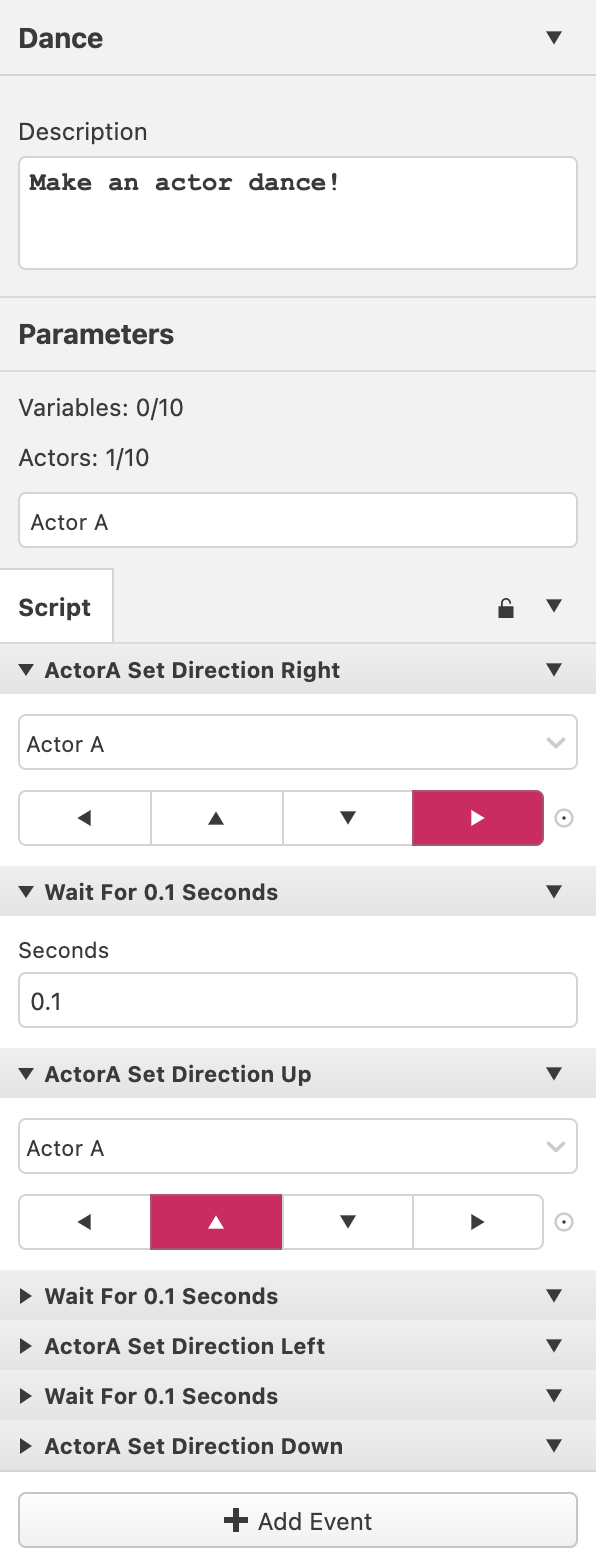 Dance
Description
Make an actor dance!
Parameters
Variables: 0/10
Actors: 1/10
Actor A
Script
ActorA Set Direction Right
Actor A
Wait For 0.1 Seconds
Seconds
0.1
ActorA Set Direction Up
Actor A
Wait For 0.1 Seconds
ActorA Set Direction Left
Wait For 0.1 Seconds
ActorA Set Direction Down
Add Event